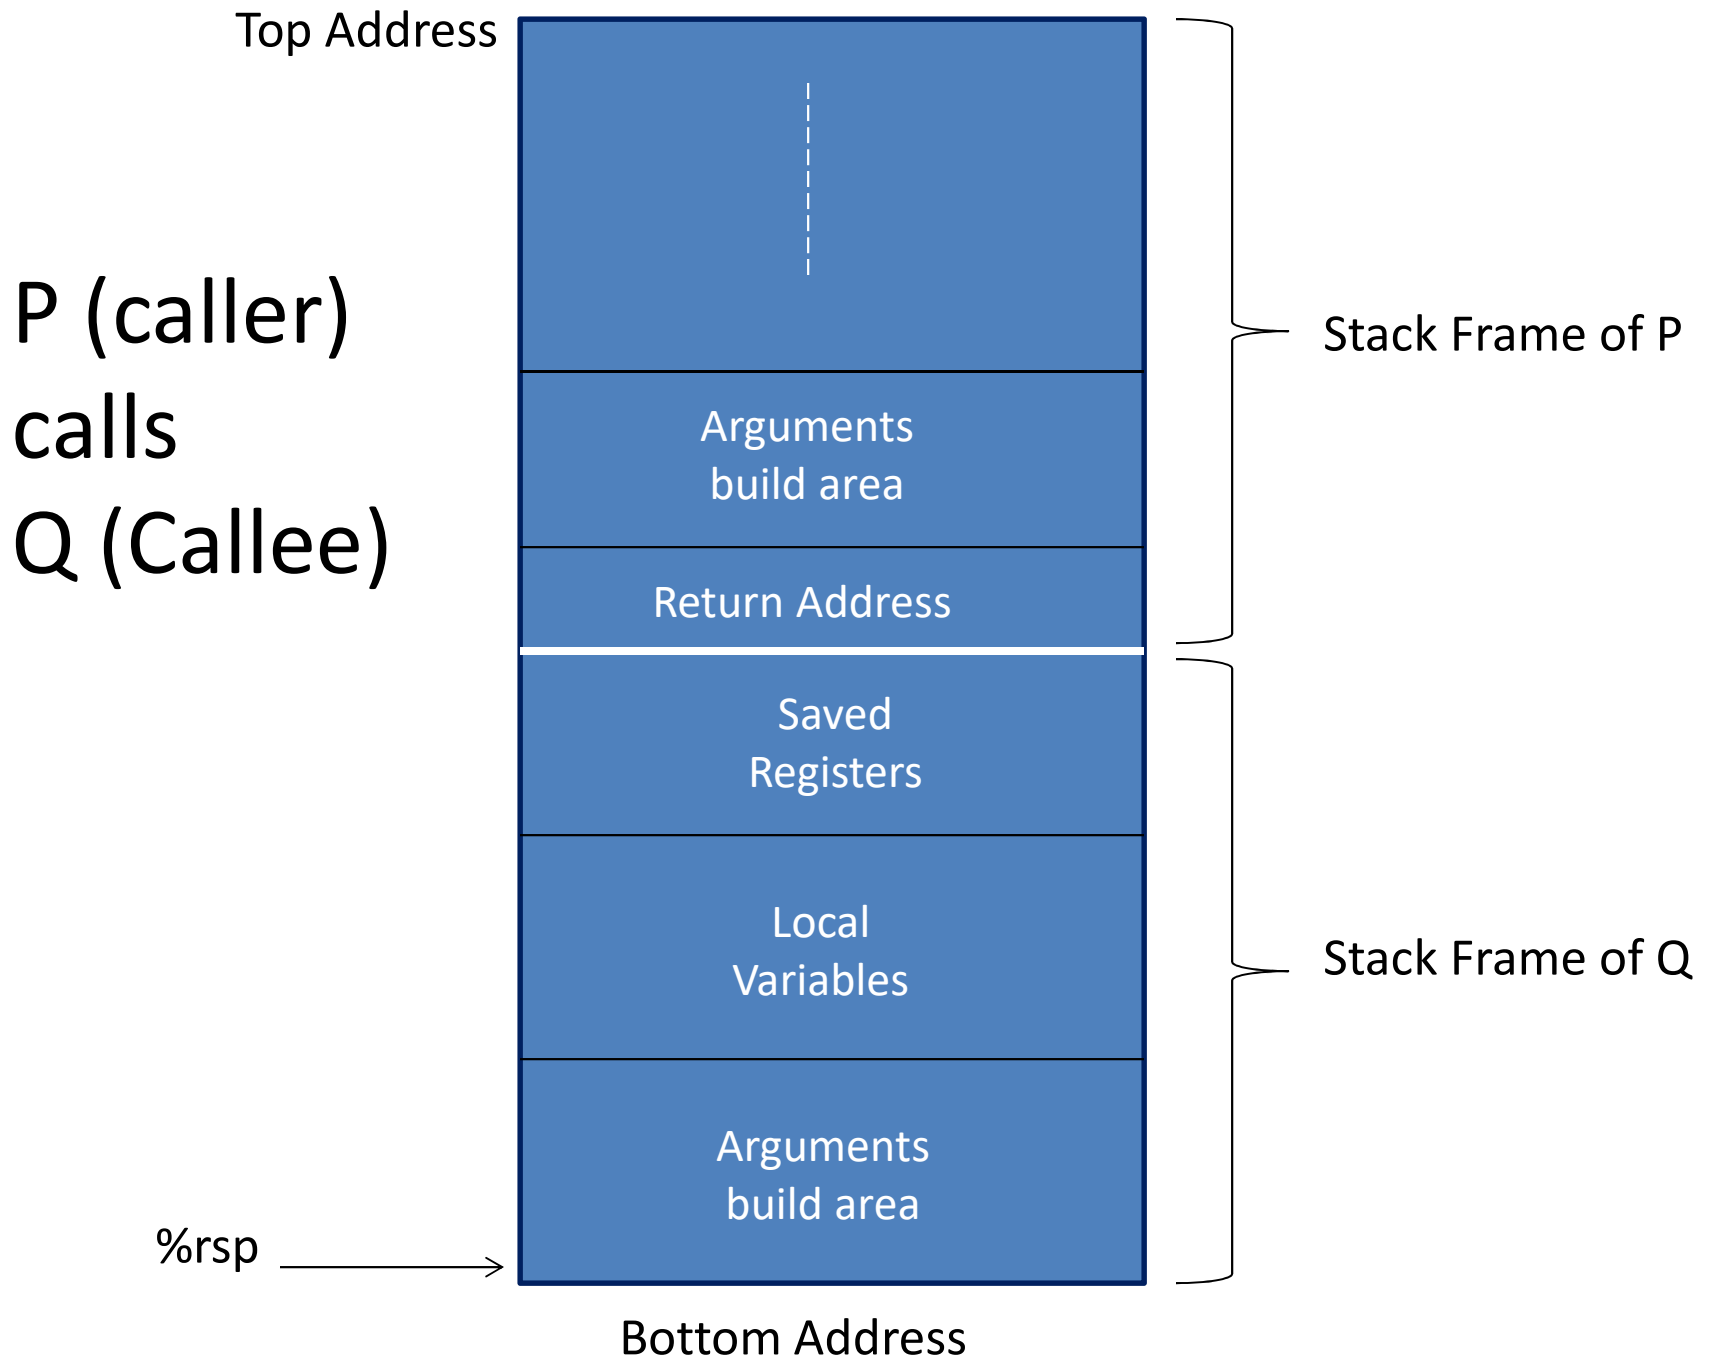 Top Address
P (caller)
calls
Q (Callee)
Stack Frame of P
Arguments
build area
Return Address
Saved
Registers
Local
Variables
Stack Frame of Q
Arguments
build area
%rsp
Bottom Address